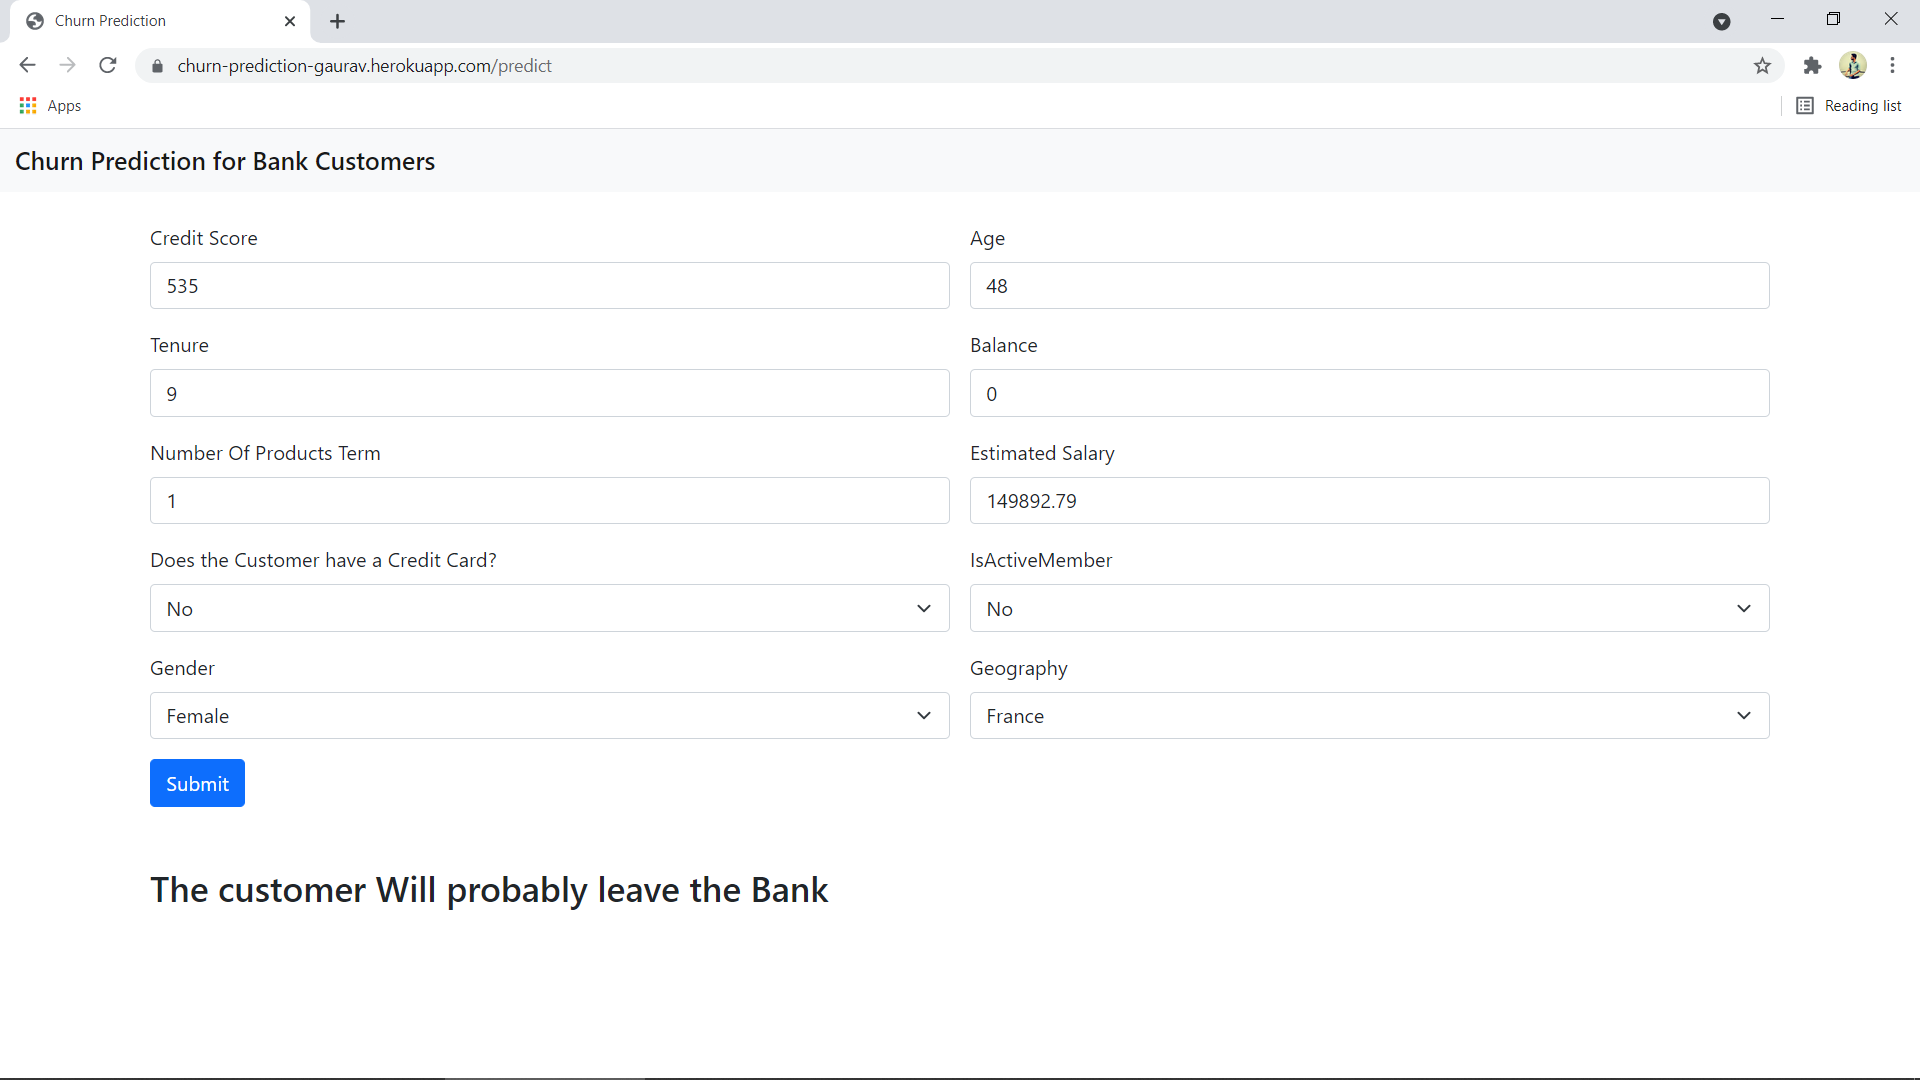 Churn Prediction
churn-prediction-gaurav.herokuapp.com/predict
Apps
Reading list
Churn Prediction for Bank Customers
Credit Score
Age
535
48
Tenure
Balance
9
0
Number Of Products Term
Estimated Salary
1
149892.79
Does the Customer have a Credit Card?
IsActiveMember
No
No
Gender
Geography
Female
France
Submit
The customer Will probably leave the Bank